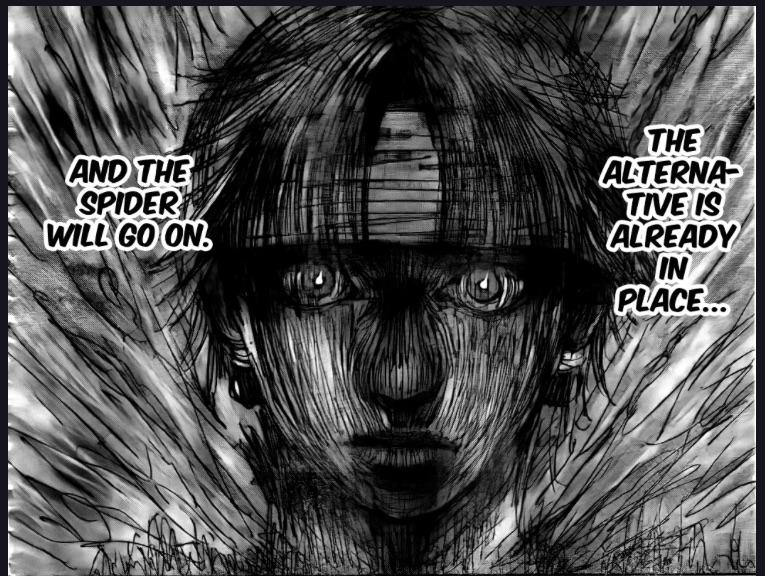 THE
ALTERNA-
TIVE IS
ALREADY
IN
PLACE...
AND THE
SPIDER
WILL GO ON.